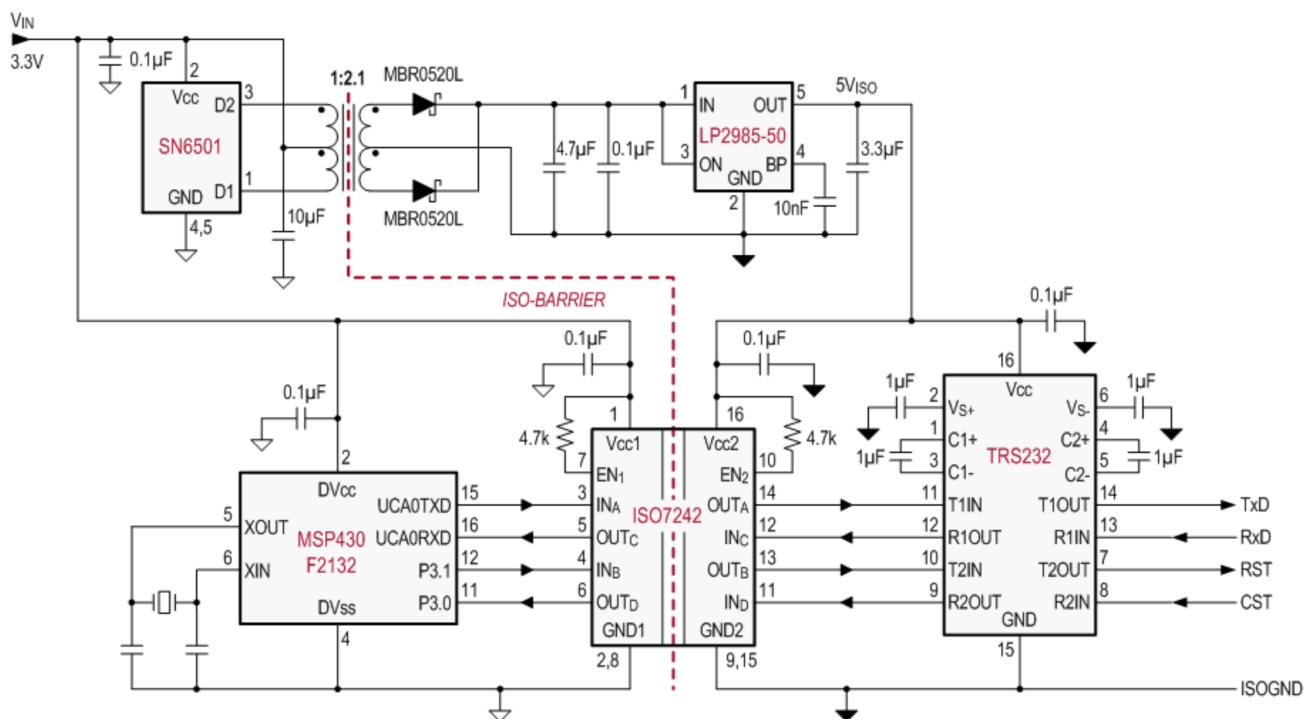 VIN
3.3V
0.1µF
2
Vcc
D2
3
SN6501
GND
D1
1
4,5
10µF
1:2.1
MBR0520L
MBR0520L
4.7µF
0.1µF
1
IN
OUT
5
LP2985-50
3
ON
BP
4
GND
2
10nF
5VISO
3.3µF
ISO-BARRIER
0.1µF
0.1µF
0.1µF
0.1µF
4.7k
1
16
4.7k
Vcc1
Vcc2
7
EN1
EN2
10
3
INA
OUTA
14
ISO7242
5
OUTC
INC
12
4
INB
OUTB
13
6
OUTD
IND
11
GND1
GND2
2,8
9,15
2
DVcc
5
XOUT
UCA0TXD
15
MSP430
F2132
UCA0RXD
16
6
XIN
P3.1
12
DVss
P3.0
11
4
16
Vcc
1µF
2
VS+
VS-
6
1µF
1
C1+
C2+
4
1µF
TRS232
1µF
3
C1-
C2-
5
11
T1IN
T1OUT
14
TxD
12
R1OUT
R1IN
13
RxD
10
T2IN
T2OUT
7
RST
9
R2OUT
R2IN
8
CST
GND
15
ISOGND